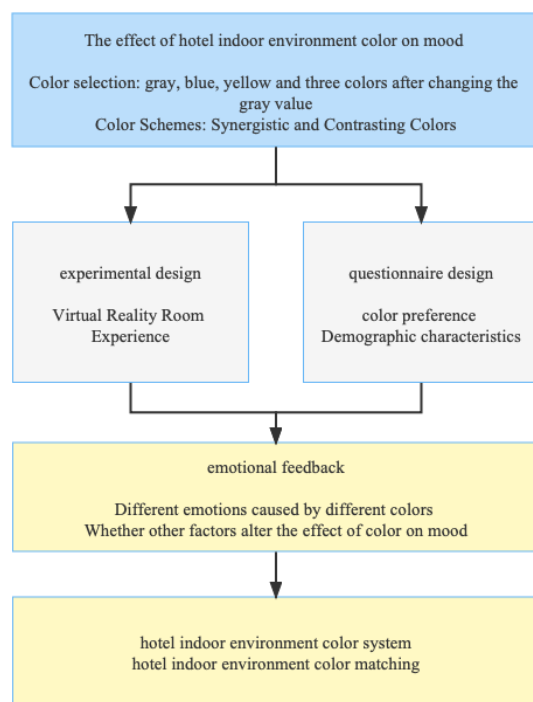 The effect of hotel indoor environment color on mood
Color selection: gray, blue, yellow and three colors after changing the
gray value
Color Schemes: Synergistic and Contrasting Colors
experimental design
Virtual Reality Room
Experience
questionnaire design
color preference
Demographic characteristics
emotional feedback
Different emotions caused by different colors
Whether other factors alter the effect of color on mood
hotel indoor environment color system
hotel indoor environment color matching